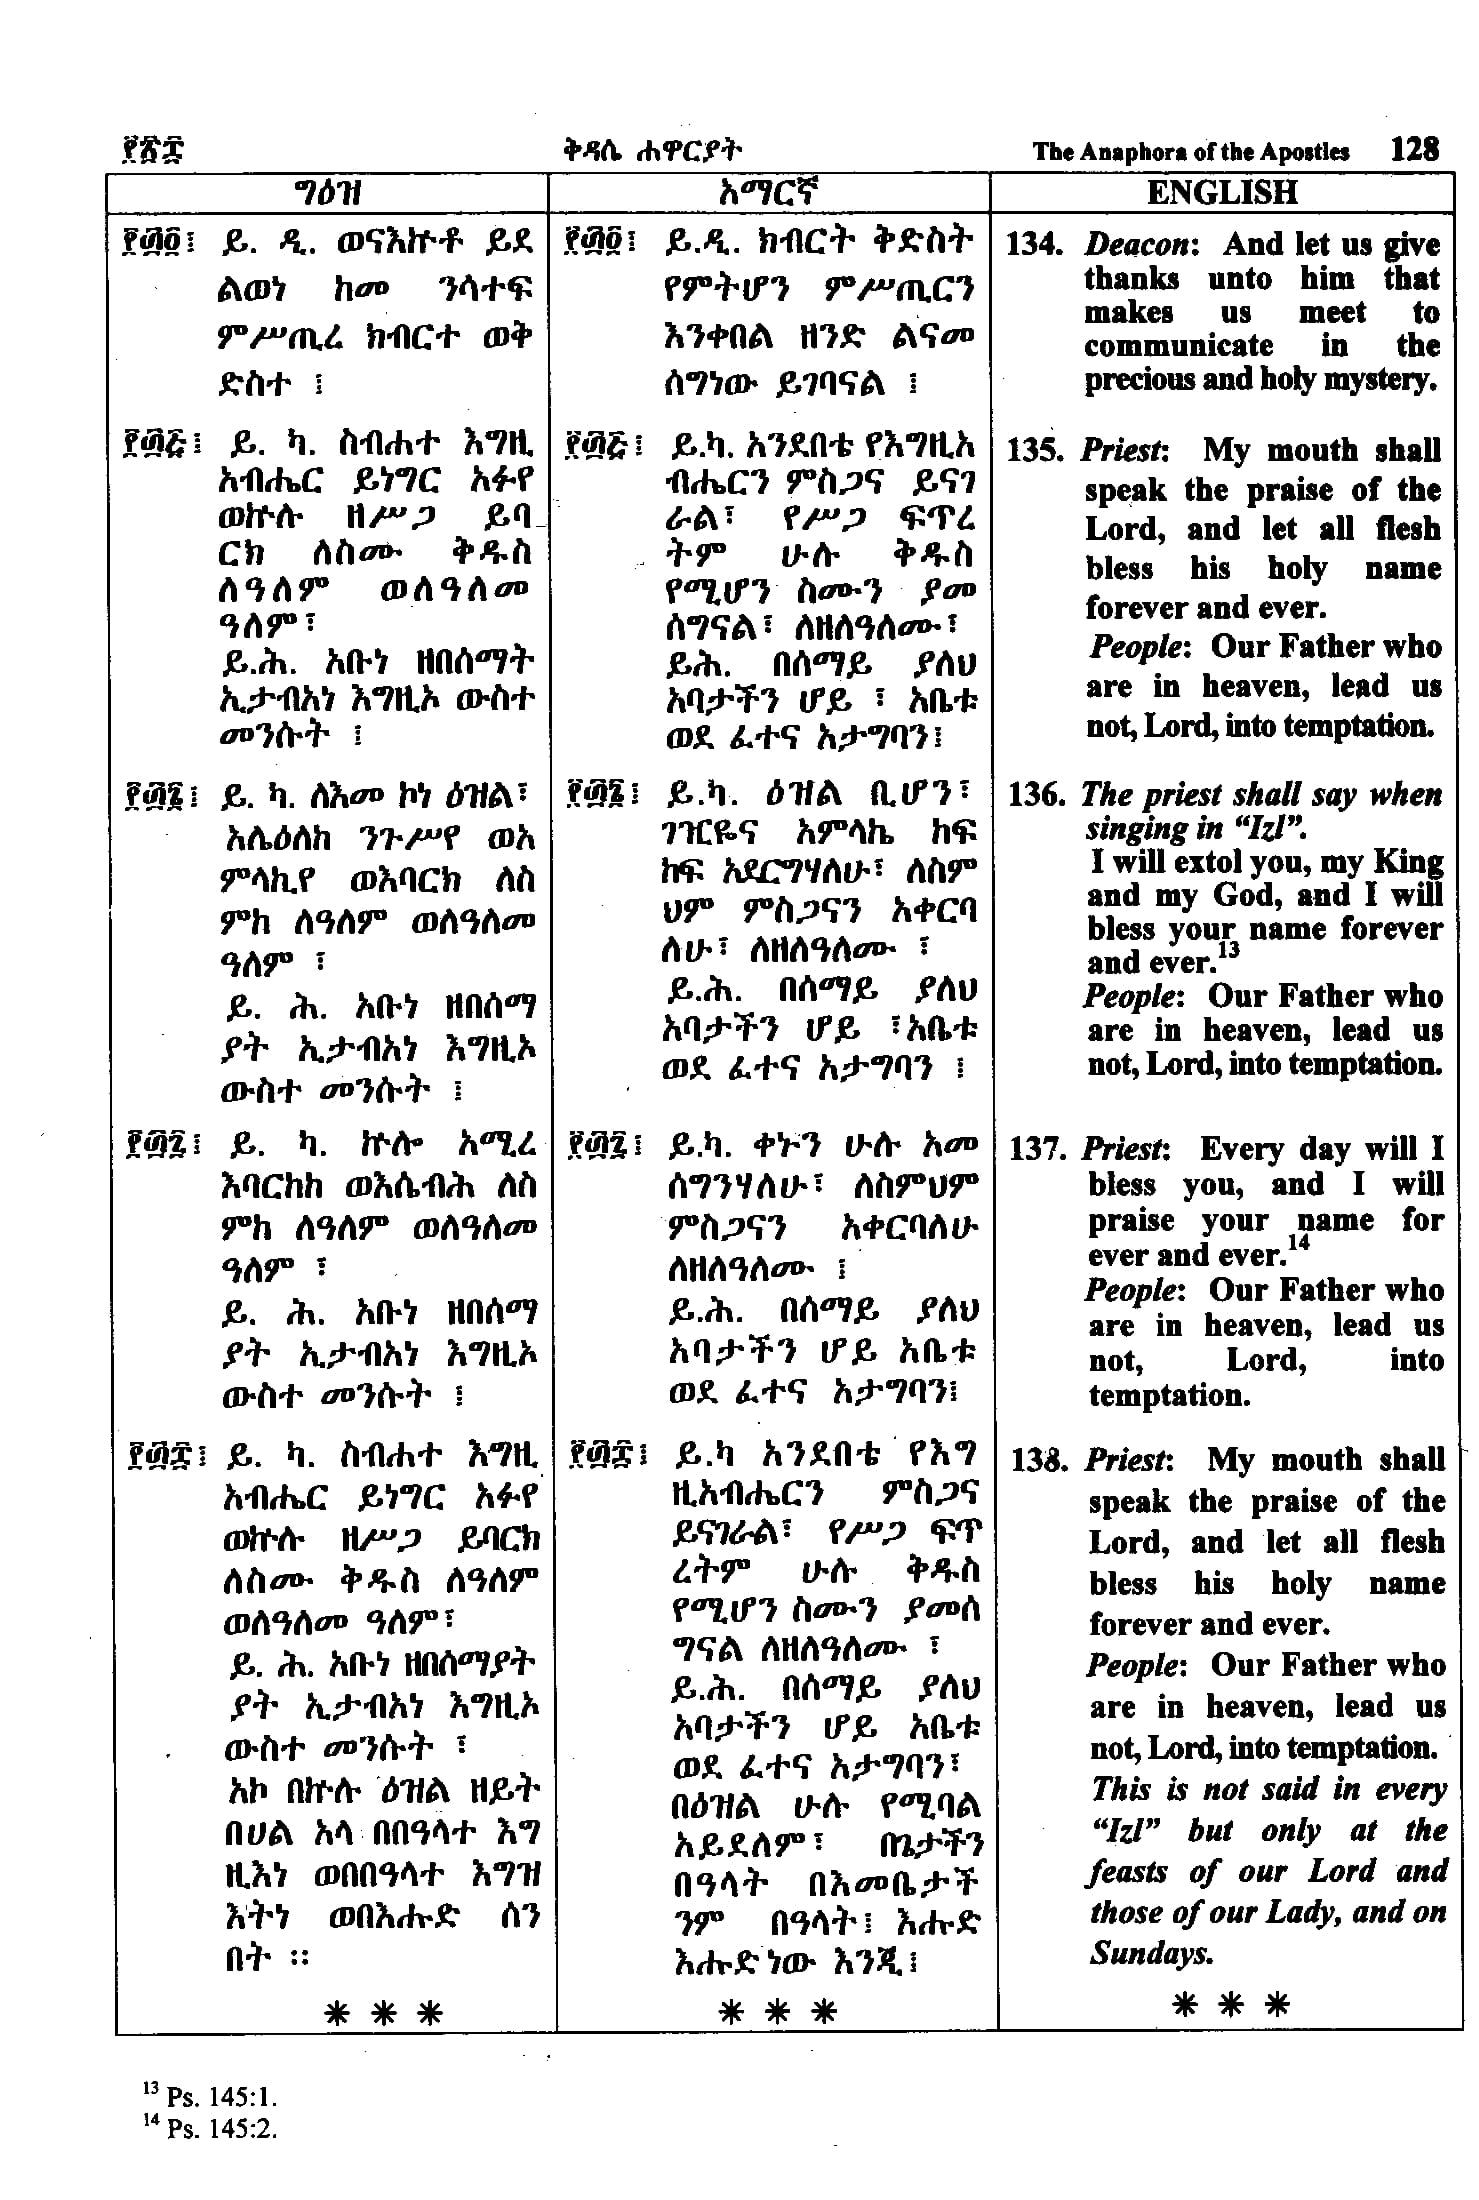 ፻፳፰
ቅዳሴ ሐዋርያት
The Anaphora of the Apostles 128
ግዕዝ
፻፴፬፤ ይ. ዲ. ወናእኵቶ ይደ
ልወነ ከመ ንሳተፍ
ምሥጢረ ክብርተ ወቅ
ድስተ ፤
፻፴፭፤ ይ. ካ. ስብሐተ እግዚ
አብሔር ይነግር አፉየ
ወኵሉ ዘሥጋ ይባ
ርክ ለስሙ ቅዱስ
ለዓለም ወለዓለመ
ዓለም፣
ይ.ሕ. አቡነ ዘበሰማት
ኢታብአነ እግዚኦ ውስተ
መንሱት ፤
፻፴፮፤ ይ. ካ. ለእመ ኮነ ዕዝል፣
አሌዕለከ ንጉሥየ ወአ
ምላኪየ ወእባርክ ለስ
ምከ ለዓለም ወለዓለመ
ዓለም ፣
ይ. ሕ. አቡነ ዘበሰማ
ያት ኢታብአነ እግዚኦ
ውስተ መንሱት ፤
፻፴፯፤ ይ. ካ. ኵሎ አሚረ
እባርከከ ወእሴብሕ ለስ
ምከ ለዓለም ወለዓለመ
ዓለም ፣
ይ. ሕ. አቡነ ዘበሰማ
ያት ኢታብአነ እግዚኦ
ውስተ መንሱት ፤
፻፴፰፤ ይ. ካ. ስብሐተ እግዚ
አብሔር ይነግር አፉየ
ወኵሉ ዘሥጋ ይባርክ
ለስሙ ቅዱስ ለዓለም
ወለዓለመ ዓለም፣
ይ. ሕ. አቡነ ዘበሰማያት
ያት ኢታብአነ እግዚኦ
ውስተ መንሱት ፣
አኮ በኵሉ ዕዝል ዘይት
በሀል አላ በበዓላተ እግ
ዚእነ ወበበዓላተ እግዝ
እትነ ወበእሑድ ሰን
በት ።
* * *
አማርኛ
፻፴፬፤ ይ.ዲ. ክብርት ቅድስት
የምትሆን ምሥጢርን
እንቀበል ዘንድ ልናመ
ሰግነው ይገባናል ፤
፻፴፭፤ ይ.ካ. አንደበቴ የእግዚአ
ብሔርን ምስጋና ይናገ
ራል፣ የሥጋ ፍጥረ
ትም ሁሉ ቅዱስ
የሚሆን ስሙን ያመ
ሰግናል፣ ለዘለዓለሙ፣
ይሕ. በሰማይ ያለህ
አባታችን ሆይ ፣ አቤቱ
ወደ ፈተና አታግባን፤
፻፴፮፤ ይ.ካ. ዕዝል ቢሆን፣
ገዢዬና አምላኬ ከፍ
ከፍ አደርግሃለሁ፣ ለስም
ህም ምስጋናን አቀርባ
ለሁ፣ ለዘለዓለሙ ፣
ይ.ሕ. በሰማይ ያለህ
አባታችን ሆይ ፣አቤቱ
ወደ ፈተና አታግባን ፤
፻፴፯፤ ይ.ካ. ቀኑን ሁሉ አመ
ሰግንሃለሁ፣ ለስምህም
ምስጋናን አቀርባለሁ
ለዘለዓለሙ ፤
ይ.ሕ. በሰማይ ያለህ
አባታችን ሆይ አቤቱ
ወደ ፈተና አታግባን፤
፻፴፰፤ ይ.ካ አንደበቴ የእግ
ዚአብሔርን ምስጋና
ይናገራል፣ የሥጋ ፍጥ
ረትም ሁሉ ቅዱስ
የሚሆን ስሙን ያመሰ
ግናል ለዘለዓለሙ ፣
ይ.ሕ. በሰማይ ያለህ
አባታችን ሆይ አቤቱ
ወደ ፈተና አታግባን፣
በዕዝል ሁሉ የሚባል
አይደለም፣ በጌታችን
በዓላት በእመቤታች
ንም በዓላት፤ እሑድ
እሑድ ነው እንጂ፤
* * *
ENGLISH
134. Deacon: And let us give
thanks unto him that
makes us meet to
communicate in the
precious and holy mystery.
135. Priest: My mouth shall
speak the praise of the
Lord, and let all flesh
bless his holy name
forever and ever.
People: Our Father who
are in heaven, lead us
not, Lord, into temptation.
136. The priest shall say when
singing in “Izl”.
I will extol you, my King
and my God, and I will
bless your name forever
and ever.13
People: Our Father who
are in heaven, lead us
not, Lord, into temptation.
137. Priest: Every day will I
bless you, and I will
praise your name for
ever and ever.14
People: Our Father who
are in heaven, lead us
not, Lord, into
temptation.
138. Priest: My mouth shall
speak the praise of the
Lord, and let all flesh
bless his holy name
forever and ever.
People: Our Father who
are in heaven, lead us
not, Lord, into temptation.
This is not said in every
“Izl” but only at the
feasts of our Lord and
those of our Lady, and on
Sundays.
* * *
13 Ps. 145:1.
14 Ps. 145:2.